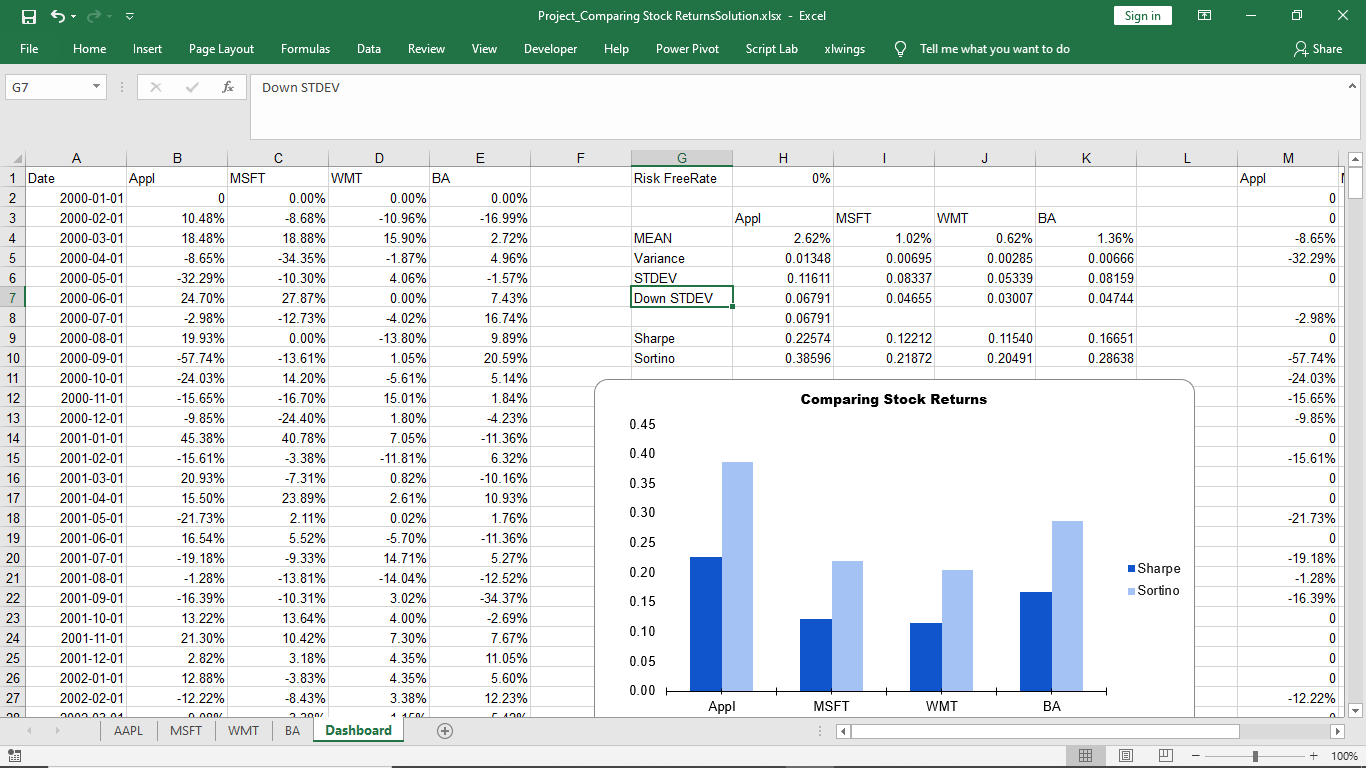 Project_Comparing Stock ReturnsSolution.xlsx - Excel Sign in
File Home Insert Page Layout Formulas Data Review View Developer Help Power Pivot Script Lab xlwings Tell me what you want to do Share
G7 fx Down STDEV
A B C D E F G H I J K L M
1 Date Appl MSFT WMT BA Risk FreeRate 0% Appl
2 2000-01-01 0 0.00% 0.00% 0.00% 0
3 2000-02-01 10.48% -8.68% -10.96% -16.99% Appl MSFT WMT BA 0
4 2000-03-01 18.48% 18.88% 15.90% 2.72% MEAN 2.62% 1.02% 0.62% 1.36% -8.65%
5 2000-04-01 -8.65% -34.35% -1.87% 4.96% Variance 0.01348 0.00695 0.00285 0.00666 -32.29%
6 2000-05-01 -32.29% -10.30% 4.06% -1.57% STDEV 0.11611 0.08337 0.05339 0.08159 0
7 2000-06-01 24.70% 27.87% 0.00% 7.43% Down STDEV 0.06791 0.04655 0.03007 0.04744
8 2000-07-01 -2.98% -12.73% -4.02% 16.74% 0.06791 -2.98%
9 2000-08-01 19.93% 0.00% -13.80% 9.89% Sharpe 0.22574 0.12212 0.11540 0.16651 0
10 2000-09-01 -57.74% -13.61% 1.05% 20.59% Sortino 0.38596 0.21872 0.20491 0.28638 -57.74%
11 2000-10-01 -24.03% 14.20% -5.61% 5.14% -24.03%
12 2000-11-01 -15.65% -16.70% 15.01% 1.84% -15.65%
13 2000-12-01 -9.85% -24.40% 1.80% -4.23% -9.85%
14 2001-01-01 45.38% 40.78% 7.05% -11.36% 0
15 2001-02-01 -15.61% -3.38% -11.81% 6.32% -15.61%
16 2001-03-01 20.93% -7.31% 0.82% -10.16% 0
17 2001-04-01 15.50% 23.89% 2.61% 10.93% 0
18 2001-05-01 -21.73% 2.11% 0.02% 1.76% -21.73%
19 2001-06-01 16.54% 5.52% -5.70% -11.36% 0
20 2001-07-01 -19.18% -9.33% 14.71% 5.27% -19.18%
21 2001-08-01 -1.28% -13.81% -14.04% -12.52% -1.28%
22 2001-09-01 -16.39% -10.31% 3.02% -34.37% -16.39%
23 2001-10-01 13.22% 13.64% 4.00% -2.69% 0
24 2001-11-01 21.30% 10.42% 7.30% 7.67% 0
25 2001-12-01 2.82% 3.18% 4.35% 11.05% 0
26 2002-01-01 12.88% -3.83% 4.35% 5.60% 0
27 2002-02-01 -12.22% -8.43% 3.38% 12.23% -12.22%
Comparing Stock Returns
0.45
0.40
0.35
0.30
0.25
0.20
0.15
0.10
0.05
0.00
Appl MSFT WMT BA
Sharpe
Sortino
AAPL MSFT WMT BA Dashboard
100%